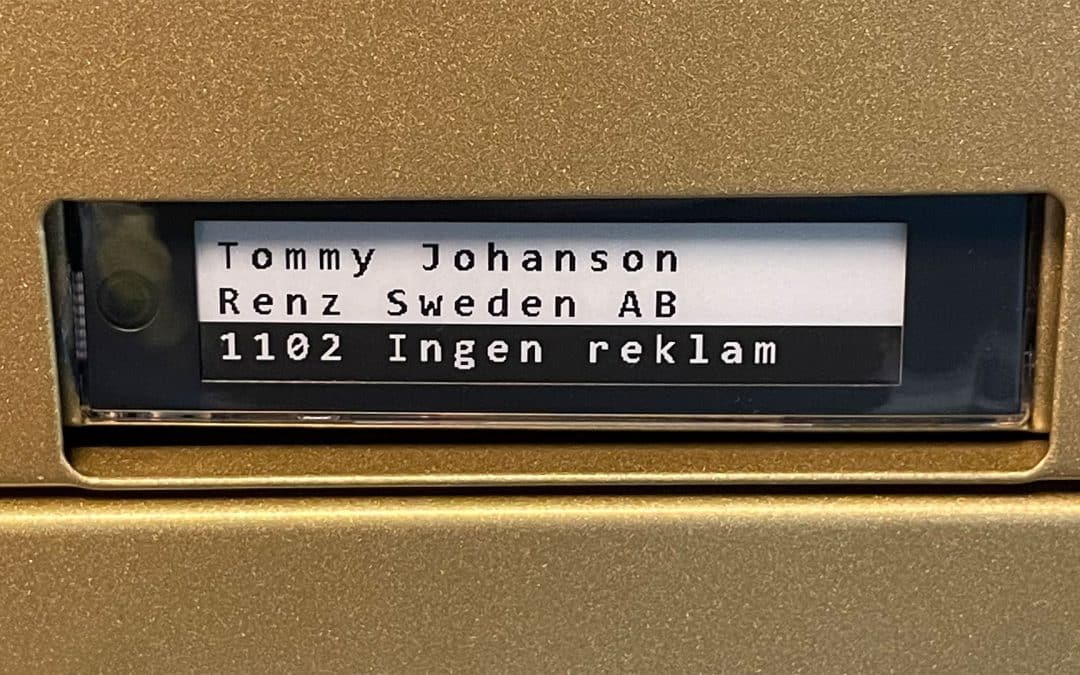 Tommy Johanson
Renz Sweden AB
1102 Ingen reklam